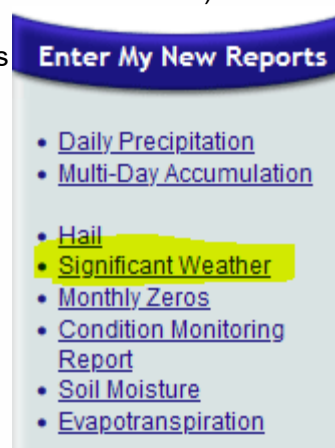 s
Enter My New Reports
• Daily Precipitation
• Multi-Day Accumulation
• Hail
• Significant Weather
• Monthly Zeros
• Condition Monitoring
Report
• Soil Moisture
• Evapotranspiration